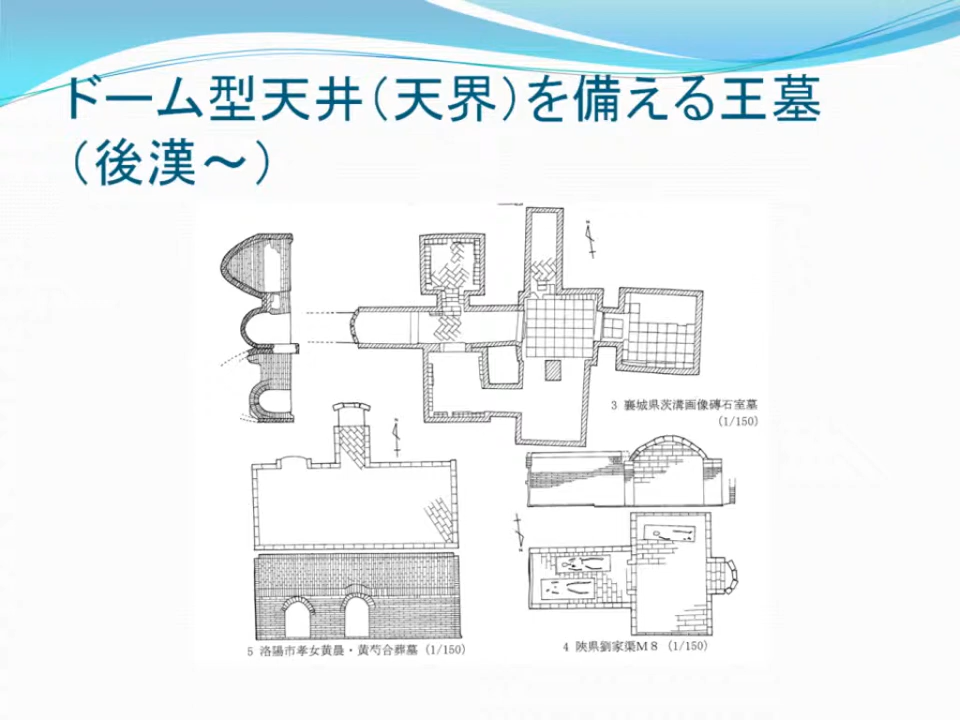 ドーム型天井（天界）を備える王墓
（後漢～）
N
3 襄城県茨溝画像磚石室墓
（1/150）
5 洛陽市孝女黄晨・黄芍合葬墓（1/150）
4 陝県劉家渠M８（1/150）